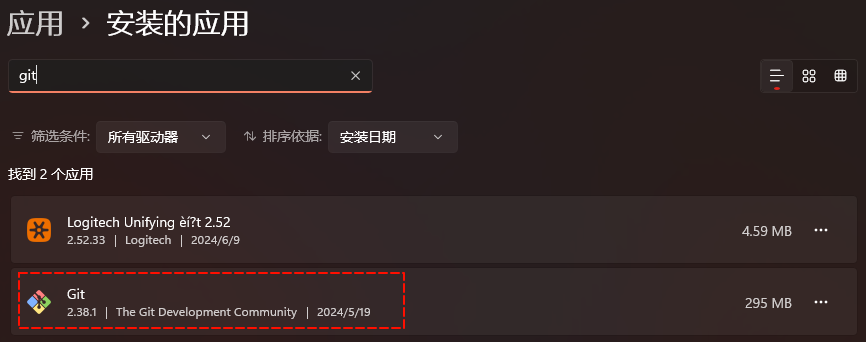 应用 › 安装的应用
git
筛选条件: 所有驱动器 排序依据: 安装日期
找到 2 个应用
Logitech Unifying èí?t 2.52
2.52.33 | Logitech | 2024/6/9
4.59 MB
Git
2.38.1 | The Git Development Community | 2024/5/19
295 MB